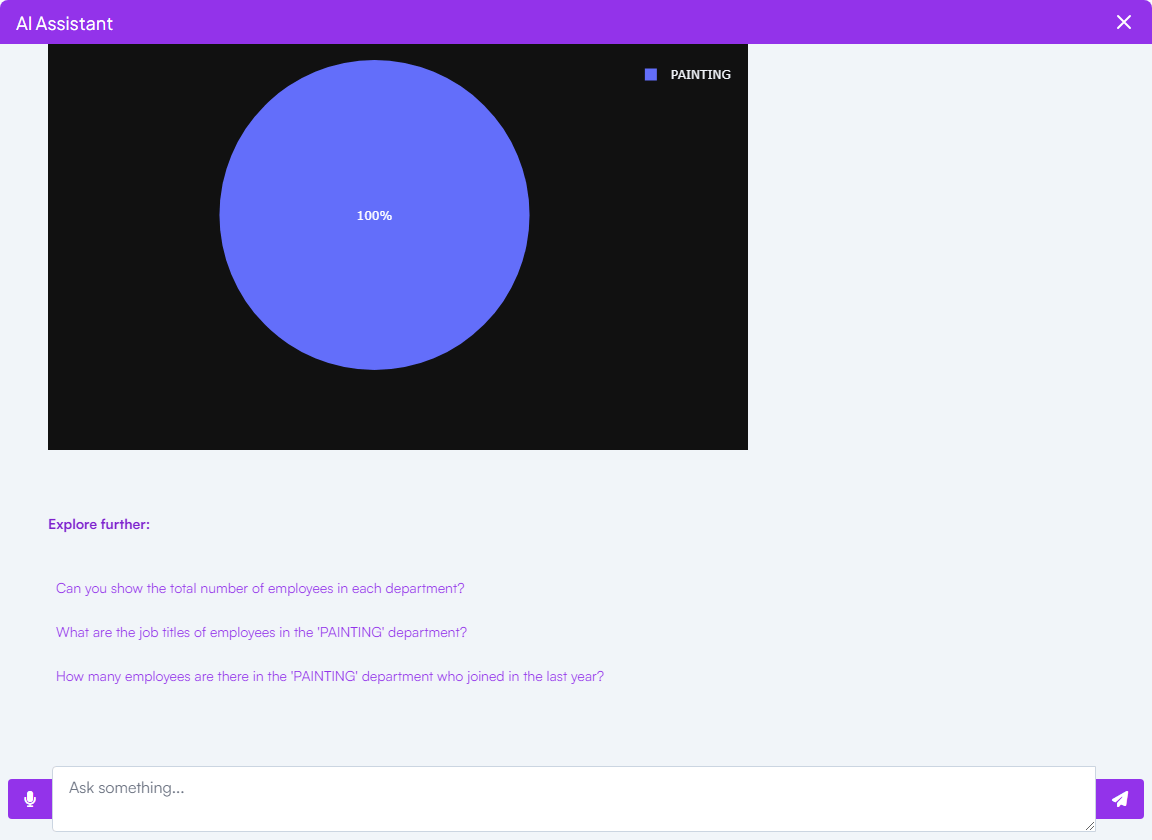 AI Assistant
PAINTING
100%
Explore further:
Can you show the total number of employees in each department?
What are the job titles of employees in the 'PAINTING' department?
How many employees are there in the 'PAINTING' department who joined in the last year?
Ask something...